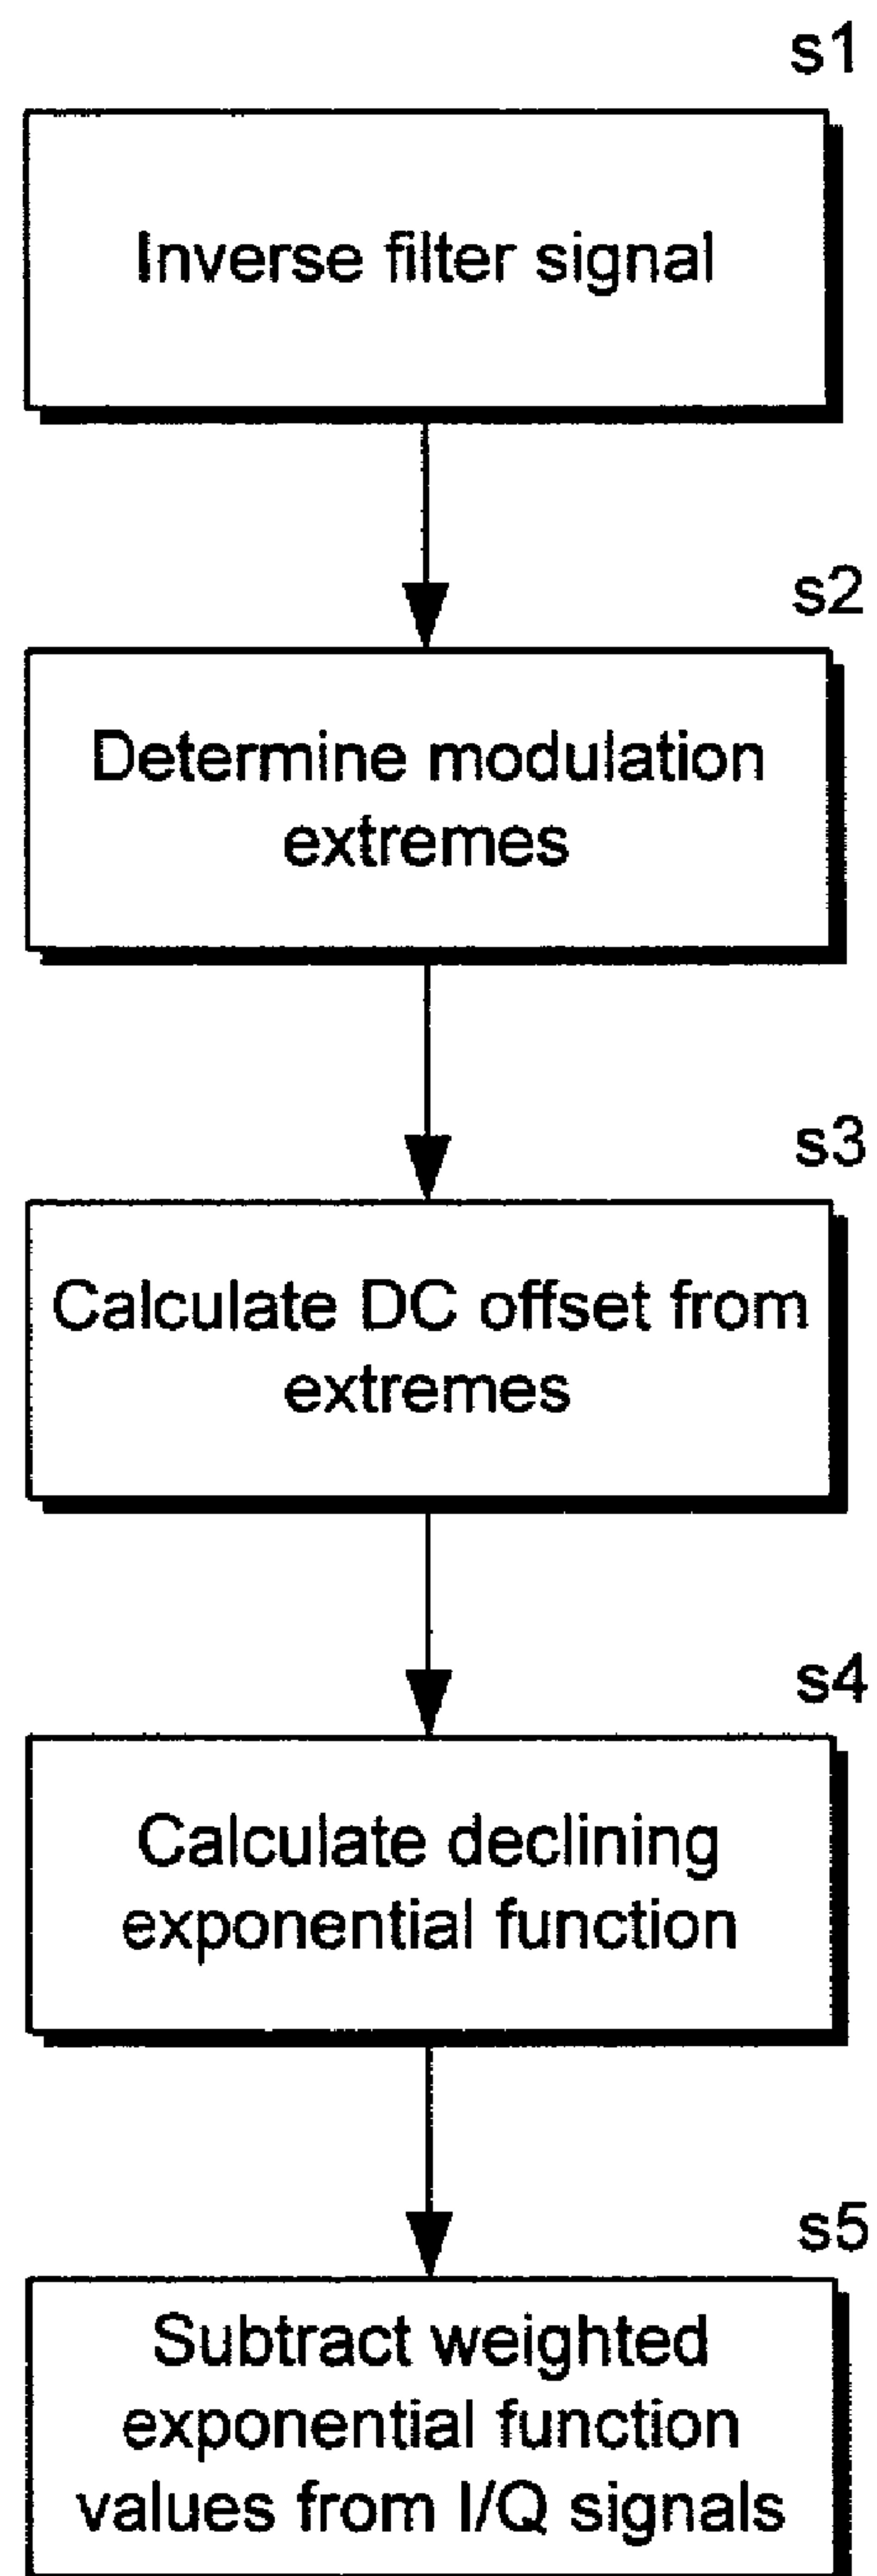 s1
Inverse filter signal
s2
Determine modulation
extremes
s3
Calculate DC offset from
extremes
s4
Calculate declining
exponential function
s5
Subtract weighted
exponential function
values from I/Q signals